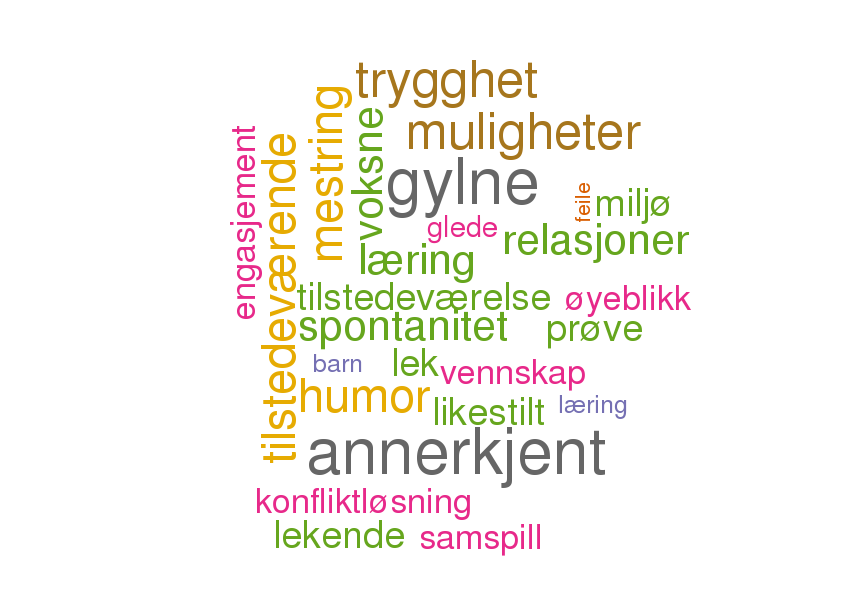 trygghet
muligheter
mestring
voksne
engasjement
tilstedeværende
gylne
feile
miljø
glede
relasjoner
læring
tilstedeværelse
øyeblikk
spontanitet
prøve
barn
lek
vennskap
humor
likestilt
læring
annerkjent
konfliktløsning
lekende
samspill